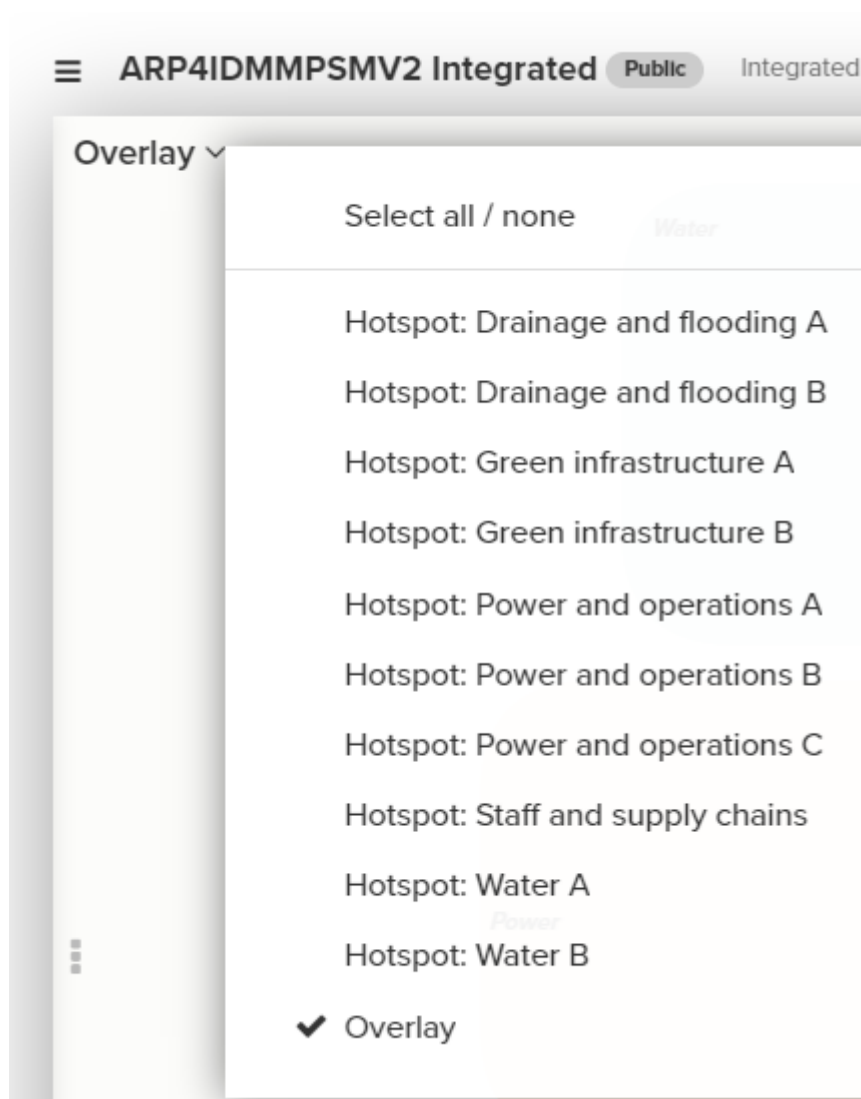 ARP4IDMMPSMV2 Integrated Public Integrated
Overlay
Select all / none
Water
Hotspot: Drainage and flooding A
Hotspot: Drainage and flooding B
Hotspot: Green infrastructure A
Hotspot: Green infrastructure B
Hotspot: Power and operations A
Hotspot: Power and operations B
Hotspot: Power and operations C
Hotspot: Staff and supply chains
Hotspot: Water A
Power
Hotspot: Water B
Overlay